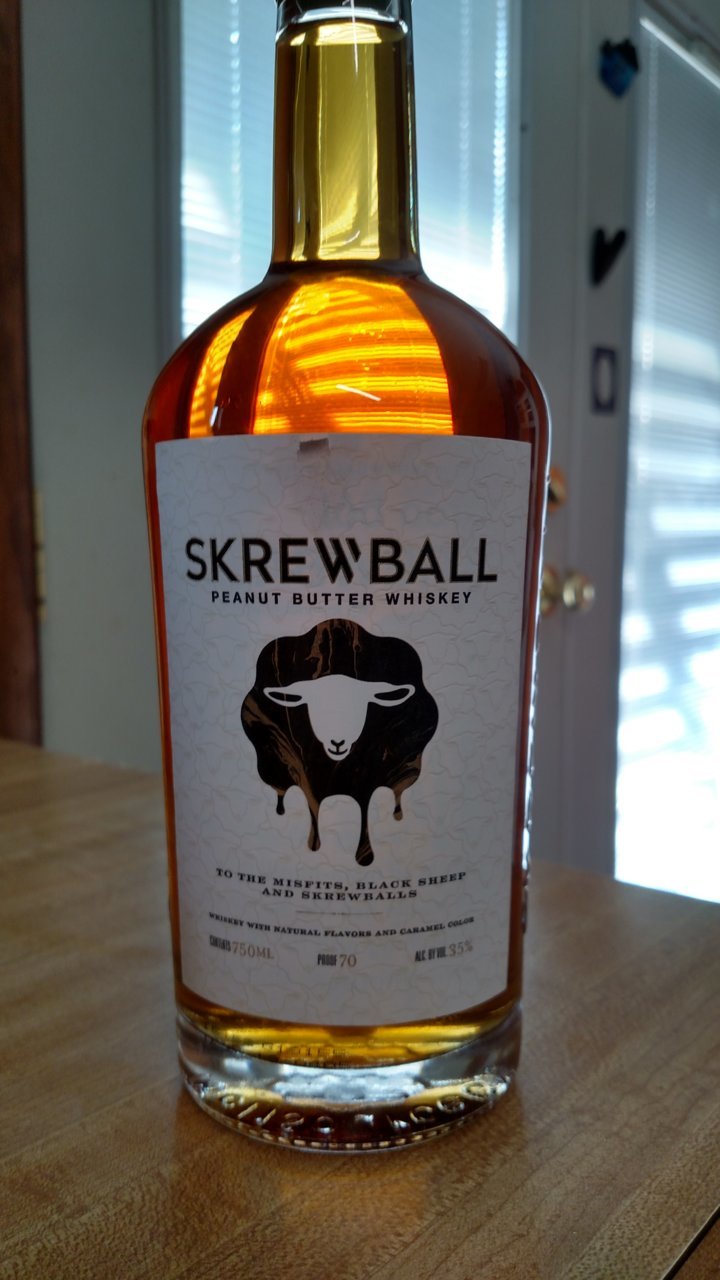 SKREWBALL
PEANUT BUTTER WHISKEY
TO THE MISFITS, BLACK SHEEP
AND SKREWBALLS
WHISKEY WITH NATURAL FLAVORS AND CARAMEL COLOR
CONTENTS 750ML PROOF 70 ALC. BY VOL. 35%